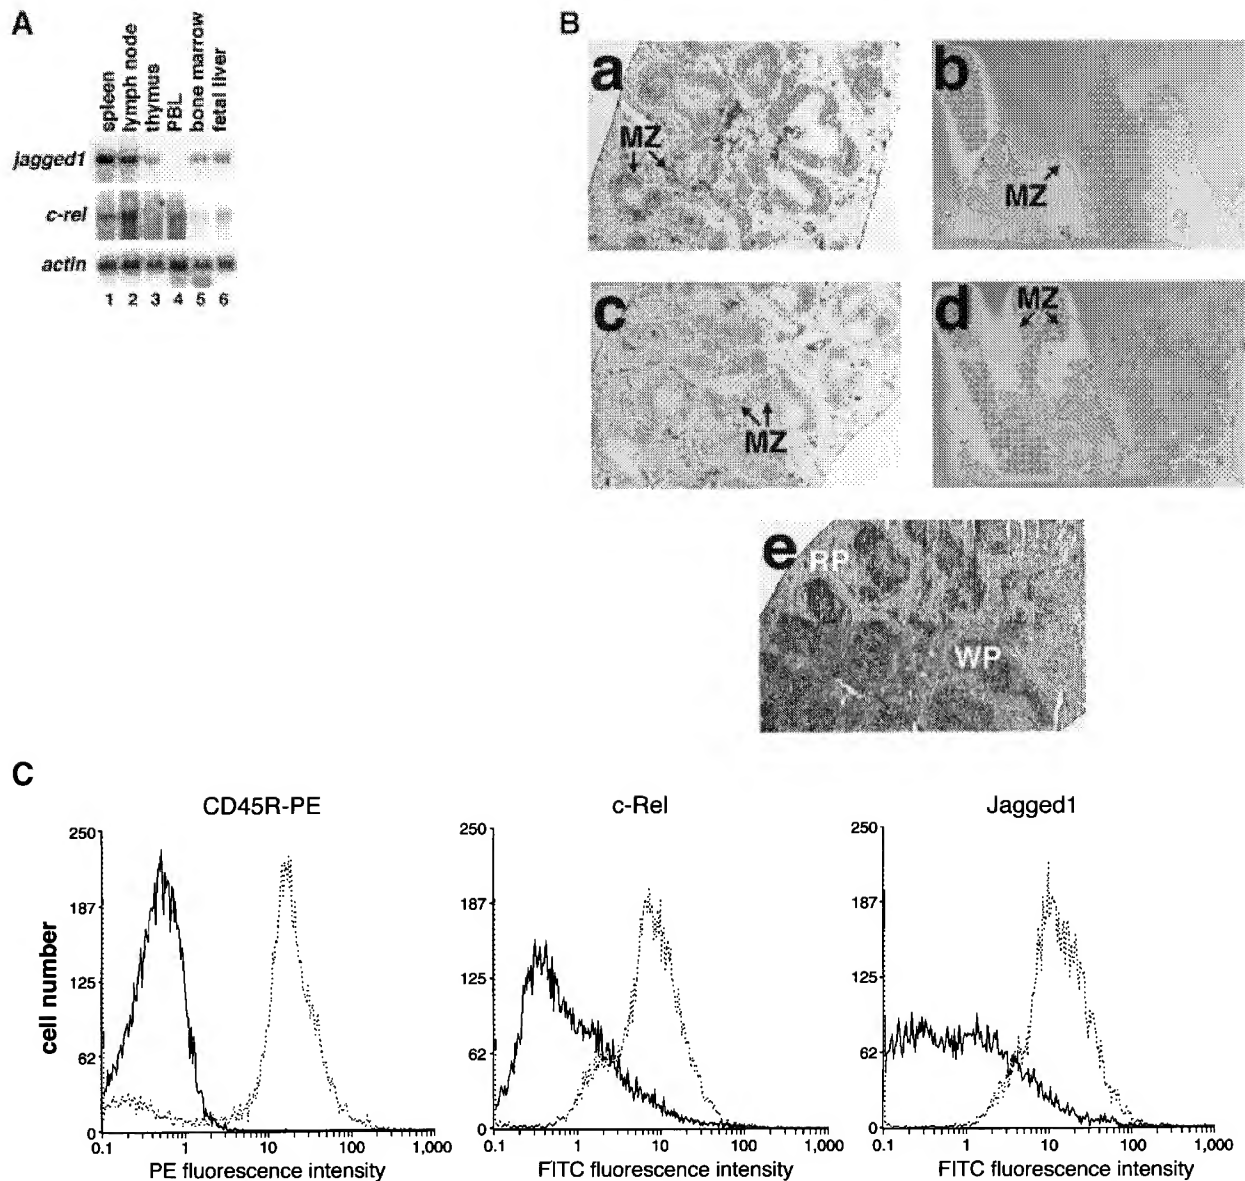 A
spleen
lymph node
thymus
PBL
bone marrow
fetal liver
jagged1
c-rel
actin
1 2 3 4 5 6
B
a
MZ
b
MZ
c
MZ
d
MZ
e
RP
WP
C
CD45R-PE
c-Rel
Jagged1
cell number
250
187
125
62
0
0.1 1 10 100 1,000
PE fluorescence intensity
250
187
125
62
0
0.1 1 10 100 1,000
FITC fluorescence intensity
250
187
125
62
0
0.1 1 10 100 1,000
FITC fluorescence intensity